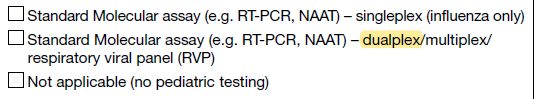 Standard Molecular assay (e.g. RT-PCR, NAAT) – singleplex (influenza only)
Standard Molecular assay (e.g. RT-PCR, NAAT) – dualplex/multiplex/
respiratory viral panel (RVP)
Not applicable (no pediatric testing)